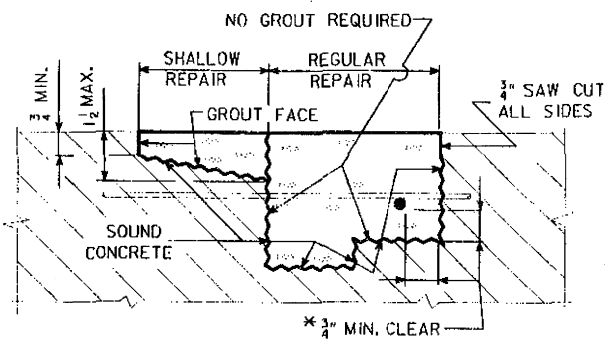 NO GROUT REQUIRED
SHALLOW
REPAIR
REGULAR
REPAIR
3/4 MIN.
1 1/2 MAX.
3/4" SAW CUT
ALL SIDES
GROUT FACE
SOUND
CONCRETE
* 3/4" MIN. CLEAR